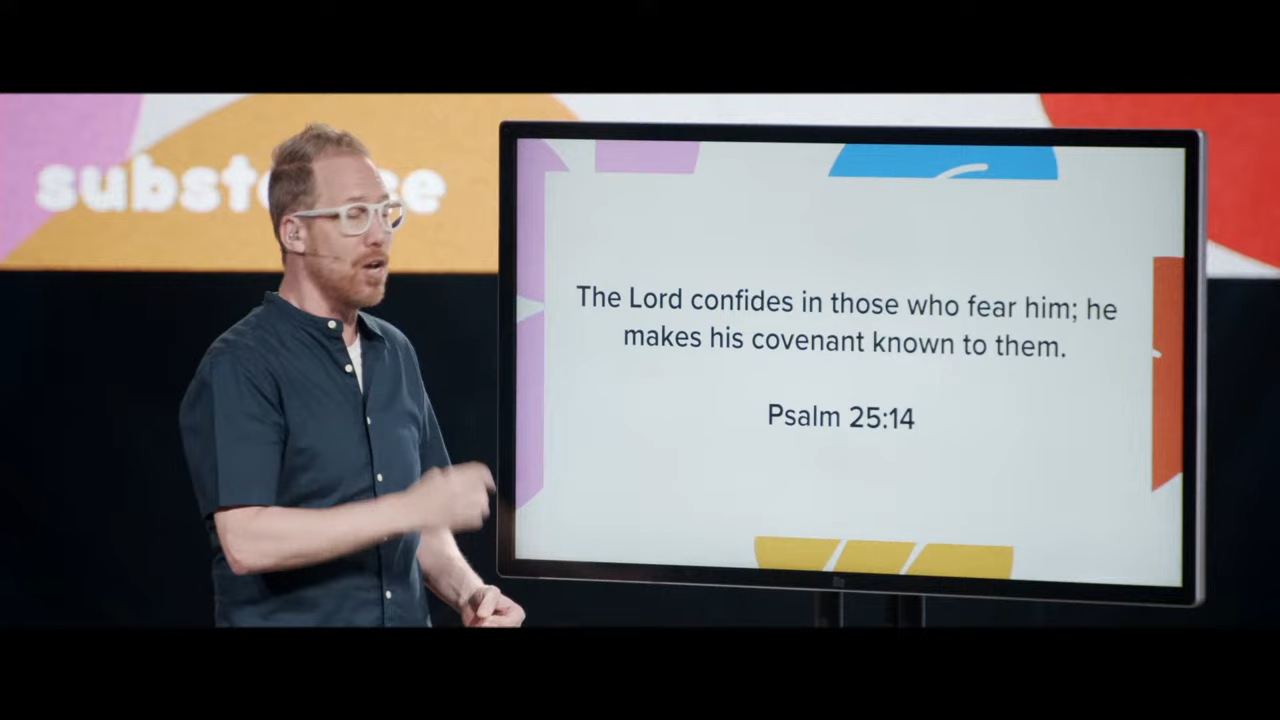 The Lord confides in those who fear him; he
makes his covenant known to them.
Psalm 25:14